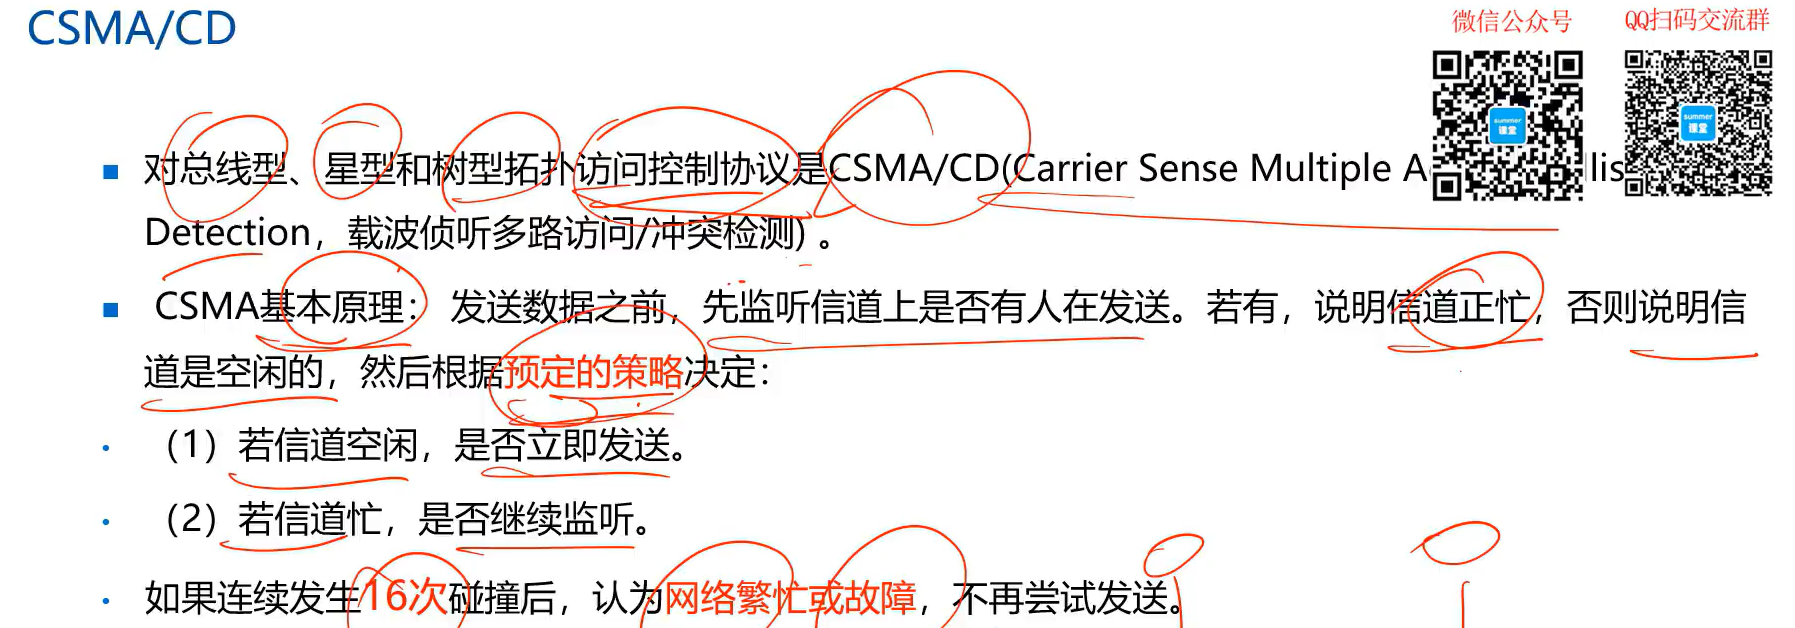 CSMA/CD
微信公众号
QQ扫码交流群
summer
课堂
summer
课堂
对总线型、星型和树型拓扑访问控制协议是CSMA/CD(Carrier Sense Multiple
Detection，载波侦听多路访问/冲突检测) 。
CSMA基本原理： 发送数据之前，先监听信道上是否有人在发送。若有，说明信道正忙，否则说明信
道是空闲的，然后根据预定的策略决定：
（1）若信道空闲，是否立即发送。
（2）若信道忙，是否继续监听。
如果连续发生16次碰撞后，认为网络繁忙或故障，不再尝试发送。